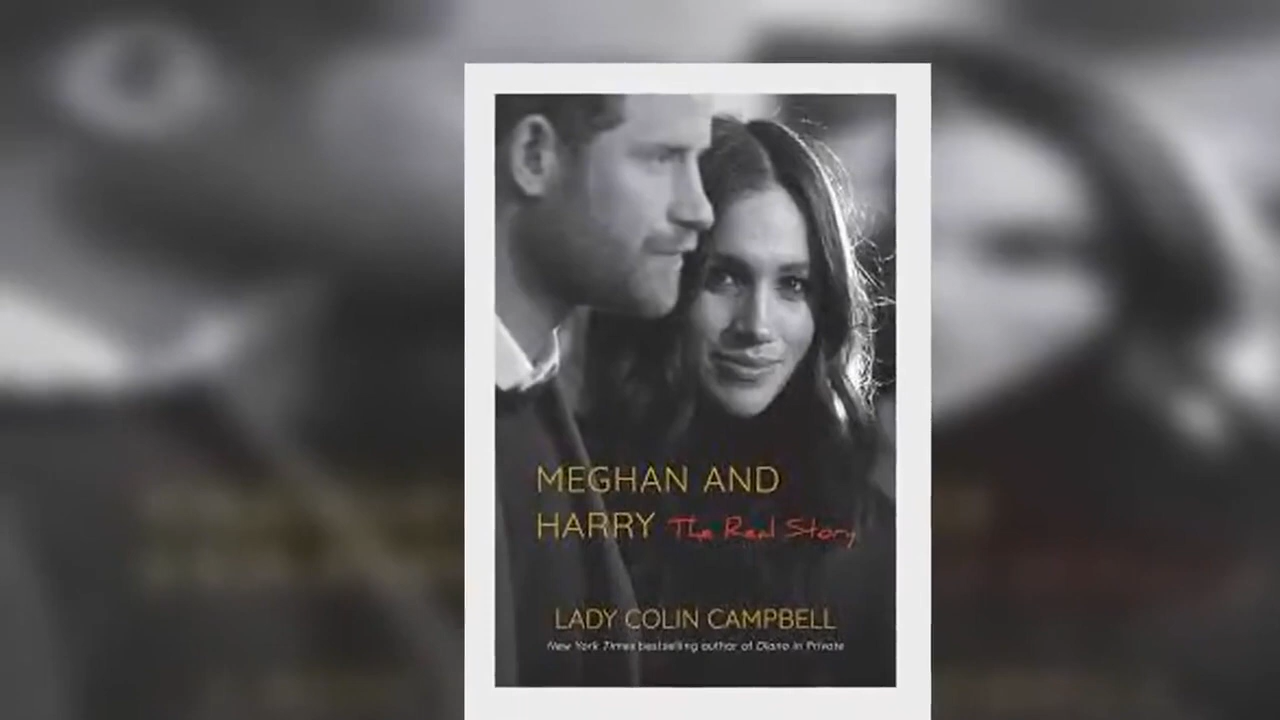 MEGHAN AND
HARRY The Real Story
LADY COLIN CAMPBELL
New York Times bestselling author of Diana in Private